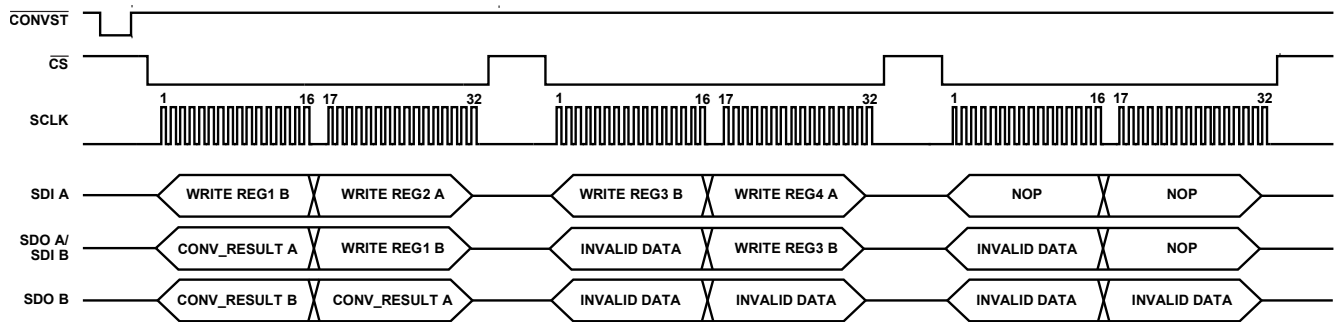 CONVST
CS
1 16 17 32 1 16 17 32 1 16 17 32
SCLK
SDI A WRITE REG1 B WRITE REG2 A WRITE REG3 B WRITE REG4 A NOP NOP
SDO A/
SDI B CONV_RESULT A WRITE REG1 B INVALID DATA WRITE REG3 B INVALID DATA NOP
SDO B CONV_RESULT B CONV_RESULT A INVALID DATA INVALID DATA INVALID DATA INVALID DATA